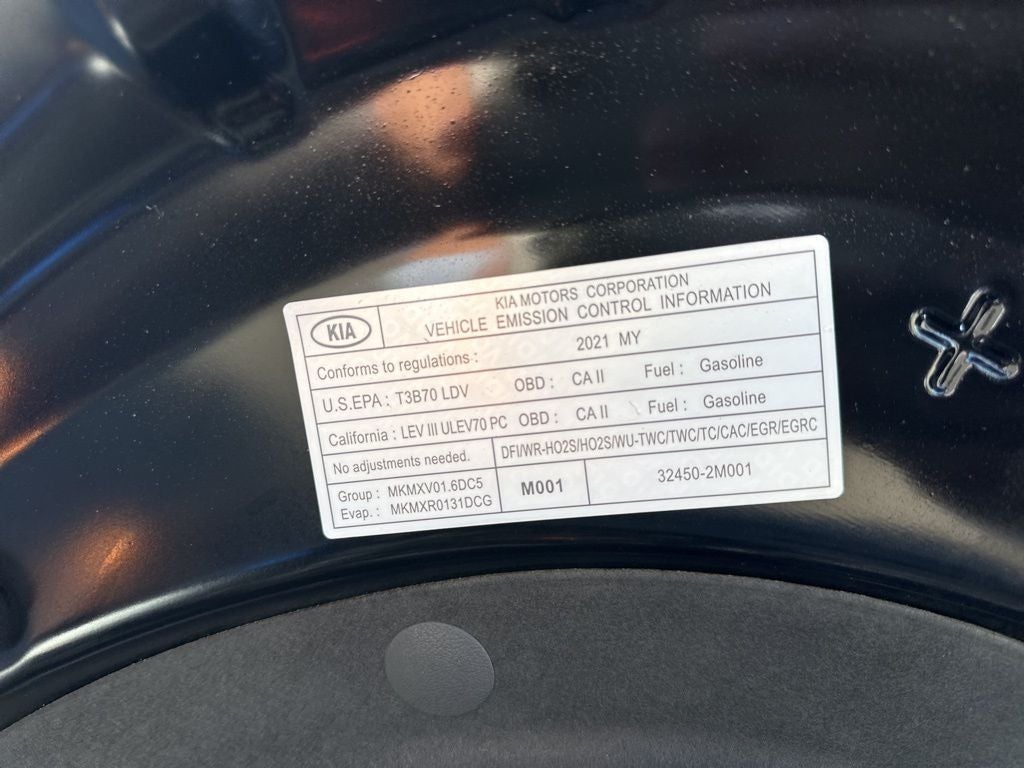 KIA
KIA MOTORS CORPORATION
VEHICLE EMISSION CONTROL INFORMATION
Conforms to regulations : 2021 MY
U.S.EPA : T3B70 LDV OBD : CA II Fuel : Gasoline
California : LEV III ULEV70 PC OBD : CA II Fuel : Gasoline
No adjustments needed. DFI/WR-HO2S/HO2S/WU-TWC/TWC/TC/CAC/EGR/EGRC
Group : MKMXV01.6DC5
Evap. : MKMXR0131DCG
M001
32450-2M001